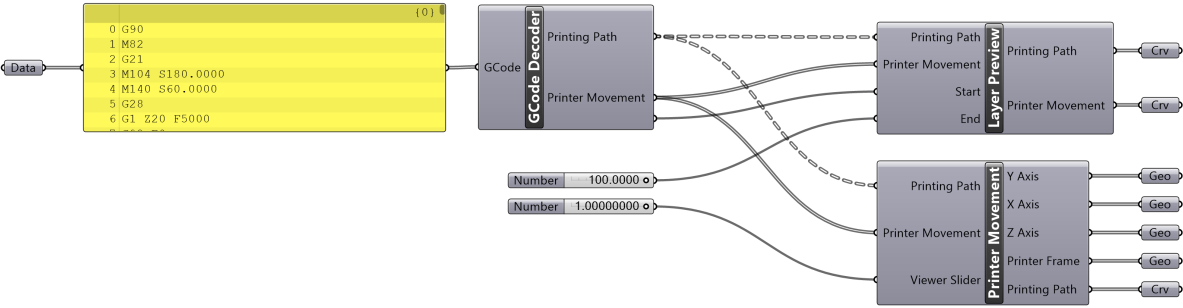 Data
{0}
0 G90
1 M82
2 G21
3 M104 S180.0000
4 M140 S60.0000
5 G28
6 G1 Z20 F5000
GCode
GCode Decoder
Printing Path
Printer Movement
Number 100.0000
Number 1.00000000
Printing Path
Printer Movement
Start
End
Layer Preview
Printing Path
Printer Movement
Crv
Crv
Printing Path
Printer Movement
Viewer Slider
Printer Movement
Y Axis
X Axis
Z Axis
Printer Frame
Printing Path
Geo
Geo
Geo
Geo
Crv